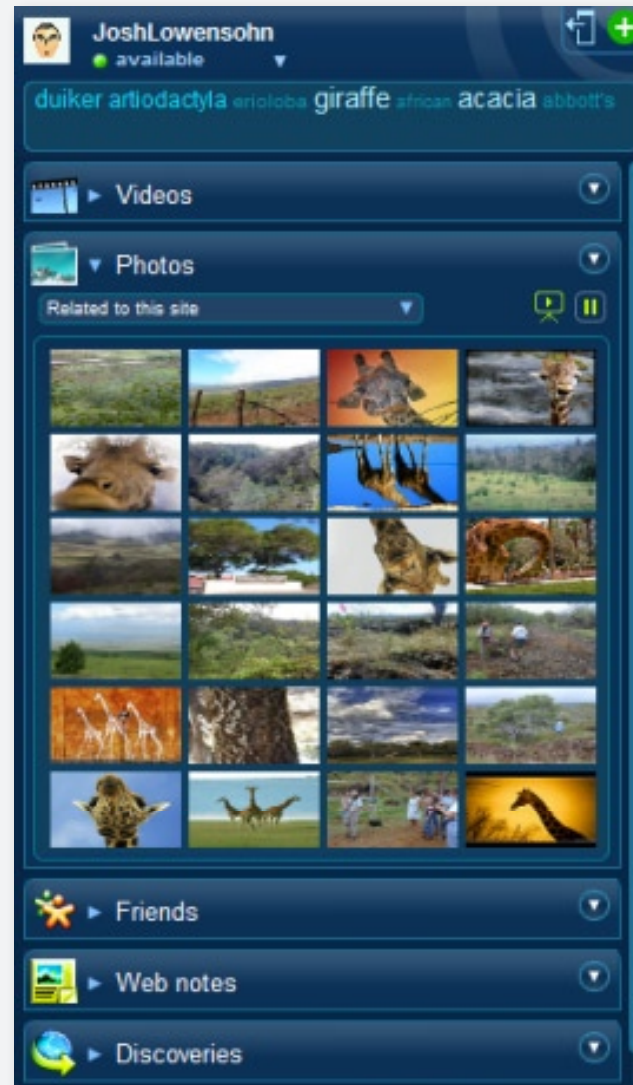 JoshLowensohn
available
duiker artiodactyla erioloba giraffe african acacia abbott's
Videos
Photos
Related to this site
Friends
Web notes
Discoveries